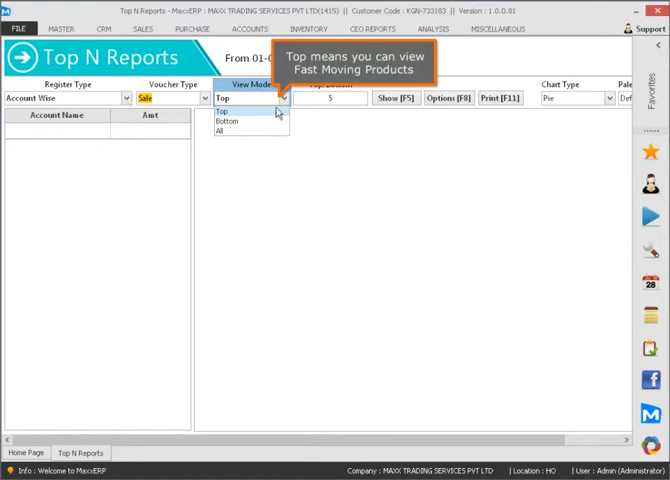 Top N Reports - MaxxERP : MAXX TRADING SERVICES PVT LTD(1415) || Customer Code : KGN-733183 || Version : 1.0.0.81
FILE MASTER CRM SALES PURCHASE ACCOUNTS INVENTORY CEO REPORTS ANALYSIS MISCELLANEOUS Support
Top N Reports
From 01-0
Top means you can view
Fast Moving Products
Register Type Voucher Type View Mode Chart Type Pale
Account Wise Sale Top 5 Show [F5] Options [F8] Print [F11] Pie Def
Top
Bottom
All
Account Name Amt
Favorites
28
Home Page Top N Reports
Info : Welcome to MaxxERP Company : MAXX TRADING SERVICES PVT LTD Location : HO User : Admin (Administrator)